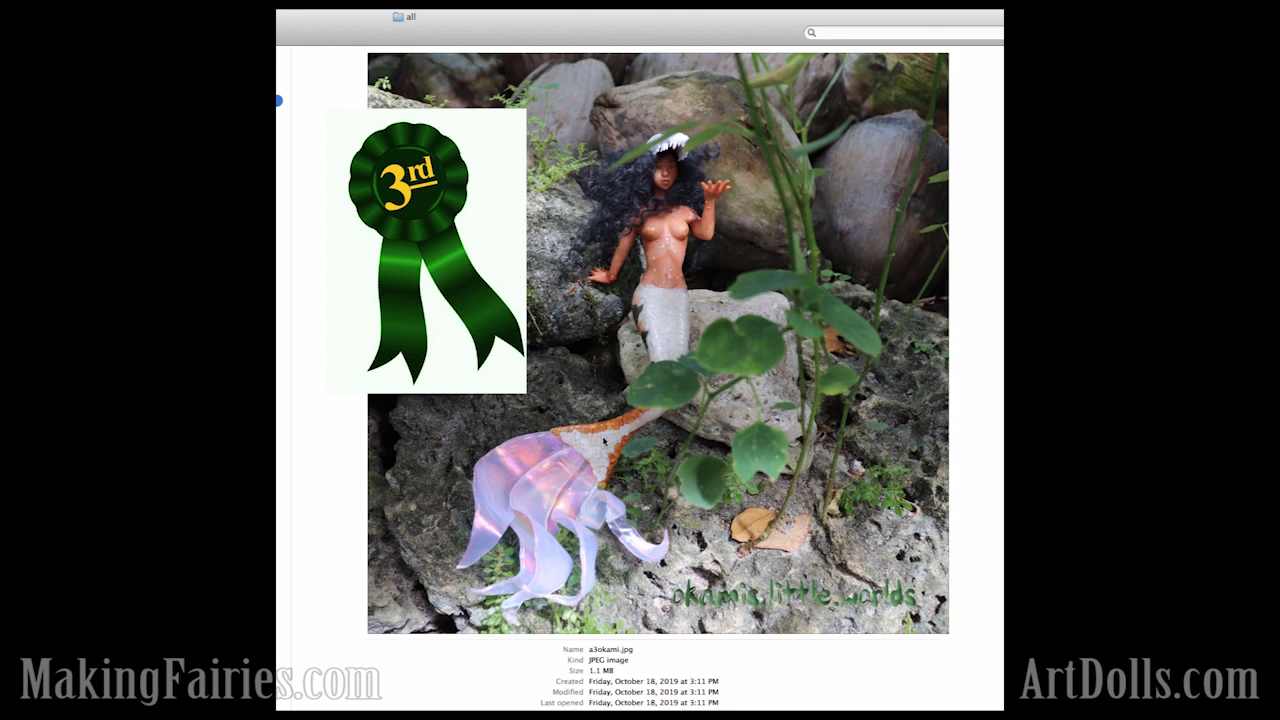 all
3rd
okamis.little.worlds
Name a3okami.jpg
Kind JPEG image
Size 1.1 MB
Created Friday, October 18, 2019 at 3:11 PM
Modified Friday, October 18, 2019 at 3:11 PM
Last opened Friday, October 18, 2019 at 3:11 PM
MakingFairies.com
ArtDolls.com